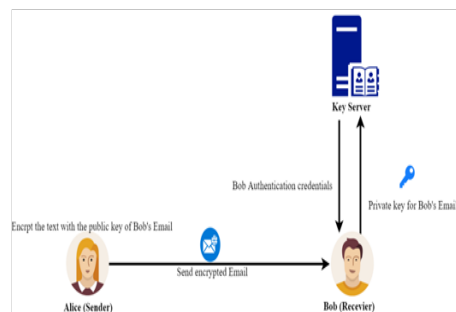 Key Server
Bob Authentication credentials
Private key for Bob's Email
Encrpt the text with the public key of Bob's Email
Send encrypted Email
Alice (Sender)
Bob (Recevier)